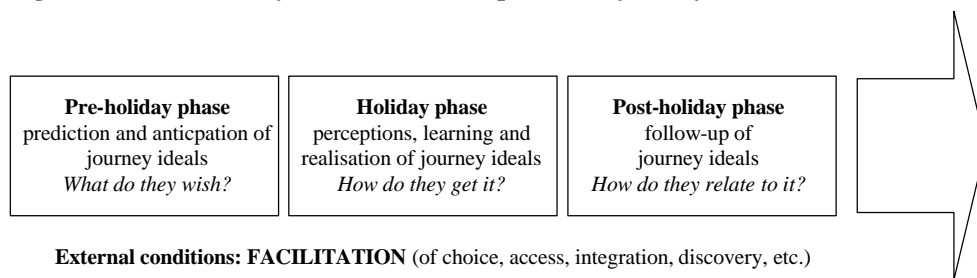 Pre-holiday phase
prediction and anticpation of
journey ideals
What do they wish?
Holiday phase
perceptions, learning and
realisation of journey ideals
How do they get it?
Post-holiday phase
follow-up of
journey ideals
How do they relate to it?
External conditions: FACILITATION (of choice, access, integration, discovery, etc.)